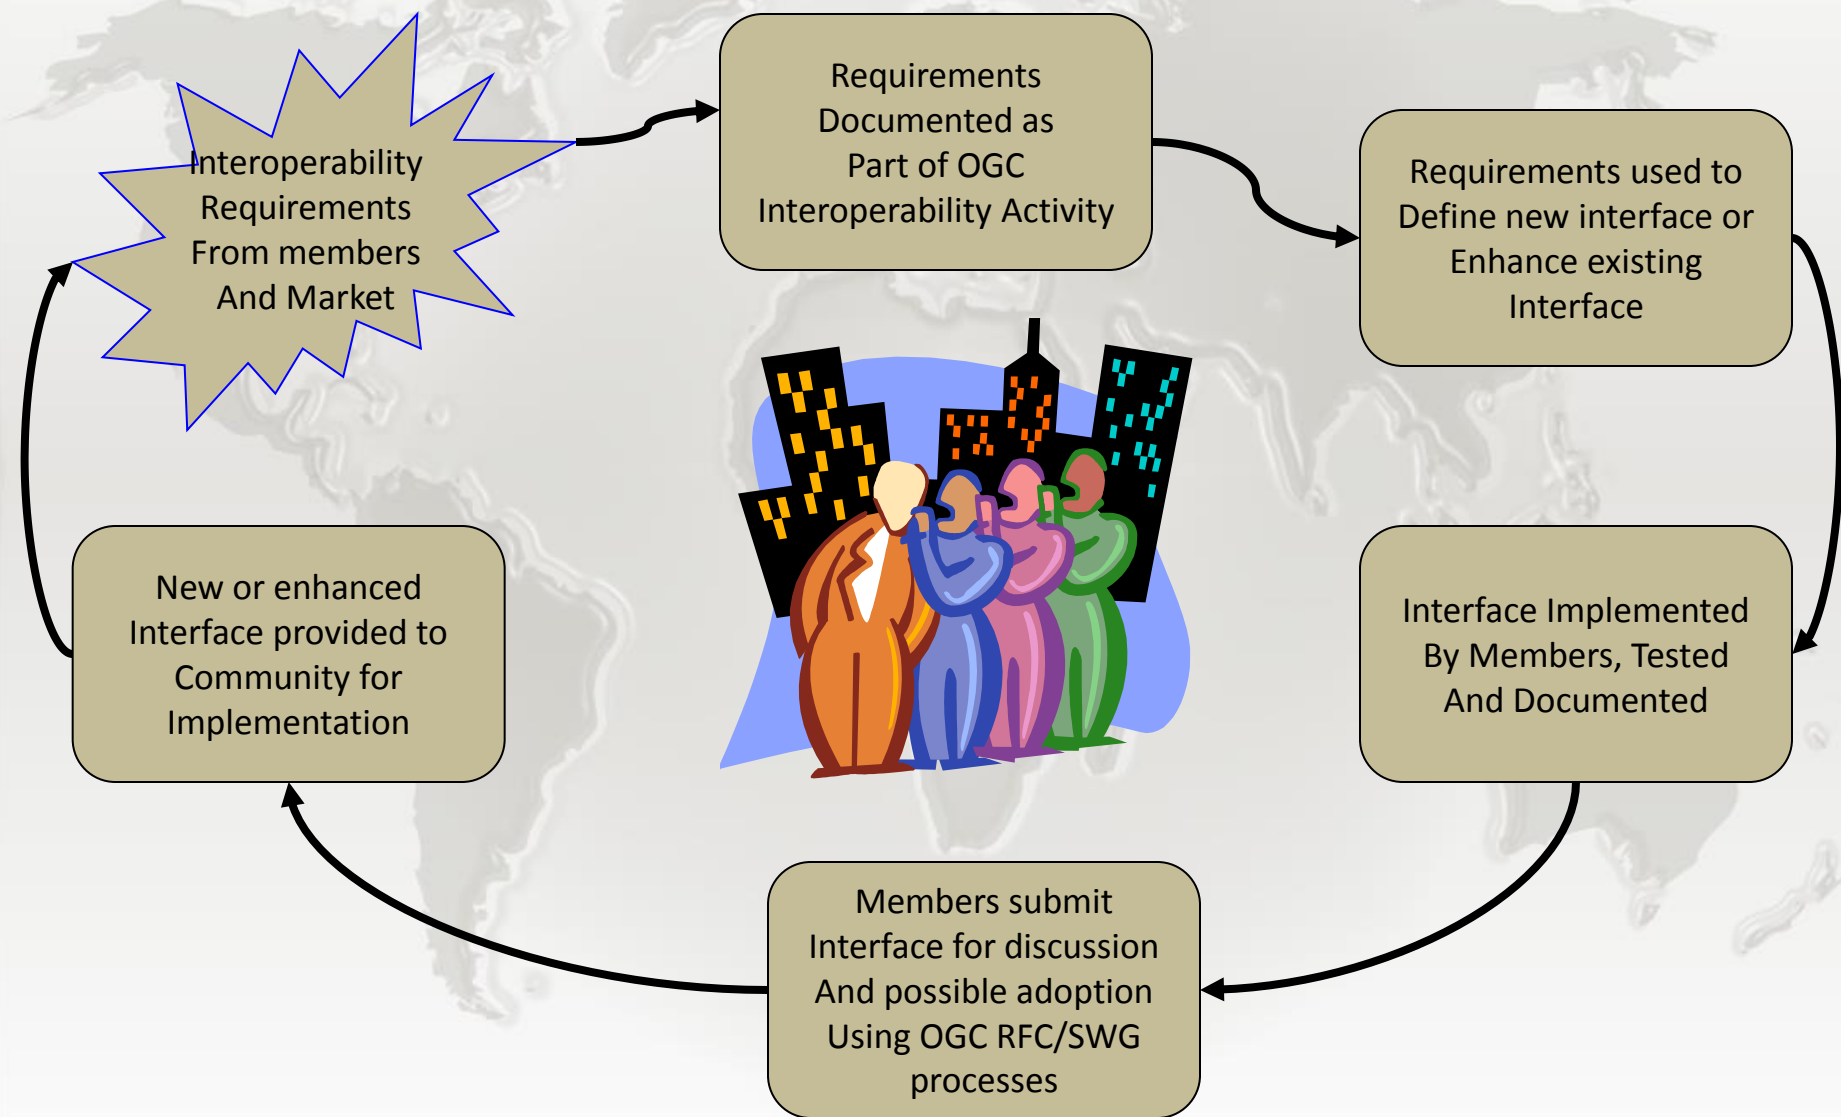 Interoperability
Requirements
From members
And Market
Requirements
Documented as
Part of OGC
Interoperability Activity
Requirements used to
Define new interface or
Enhance existing
Interface
Interface Implemented
By Members, Tested
And Documented
Members submit
Interface for discussion
And possible adoption
Using OGC RFC/SWG
processes
New or enhanced
Interface provided to
Community for
Implementation